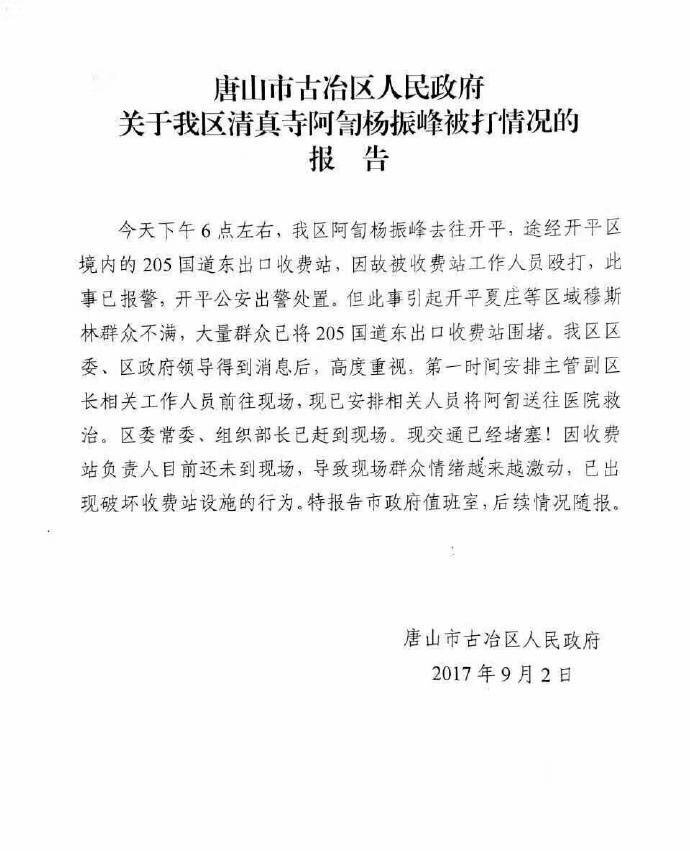 唐山市古冶区人民政府
关于我区清真寺阿訇杨振峰被打情况的
报 告
今天下午6点左右，我区阿訇杨振峰去往开平，途经开平区
境内的205国道东出口收费站，因故被收费站工作人员殴打，此
事已报警，开平公安出警处置。但此事引起开平夏庄等区域穆斯
林群众不满，大量群众已将205国道东出口收费站围堵。我区区
委、区政府领导得到消息后，高度重视，第一时间安排主管副区
长相关工作人员前往现场，现已安排相关人员将阿訇送往医院救
治。区委常委、组织部长已赶到现场。现交通已经堵塞！因收费
站负责人目前还未到现场，导致现场群众情绪越来越激动，已出
现破坏收费站设施的行为。特报告市政府值班室，后续情况随报。
唐山市古冶区人民政府
2017年9月2日